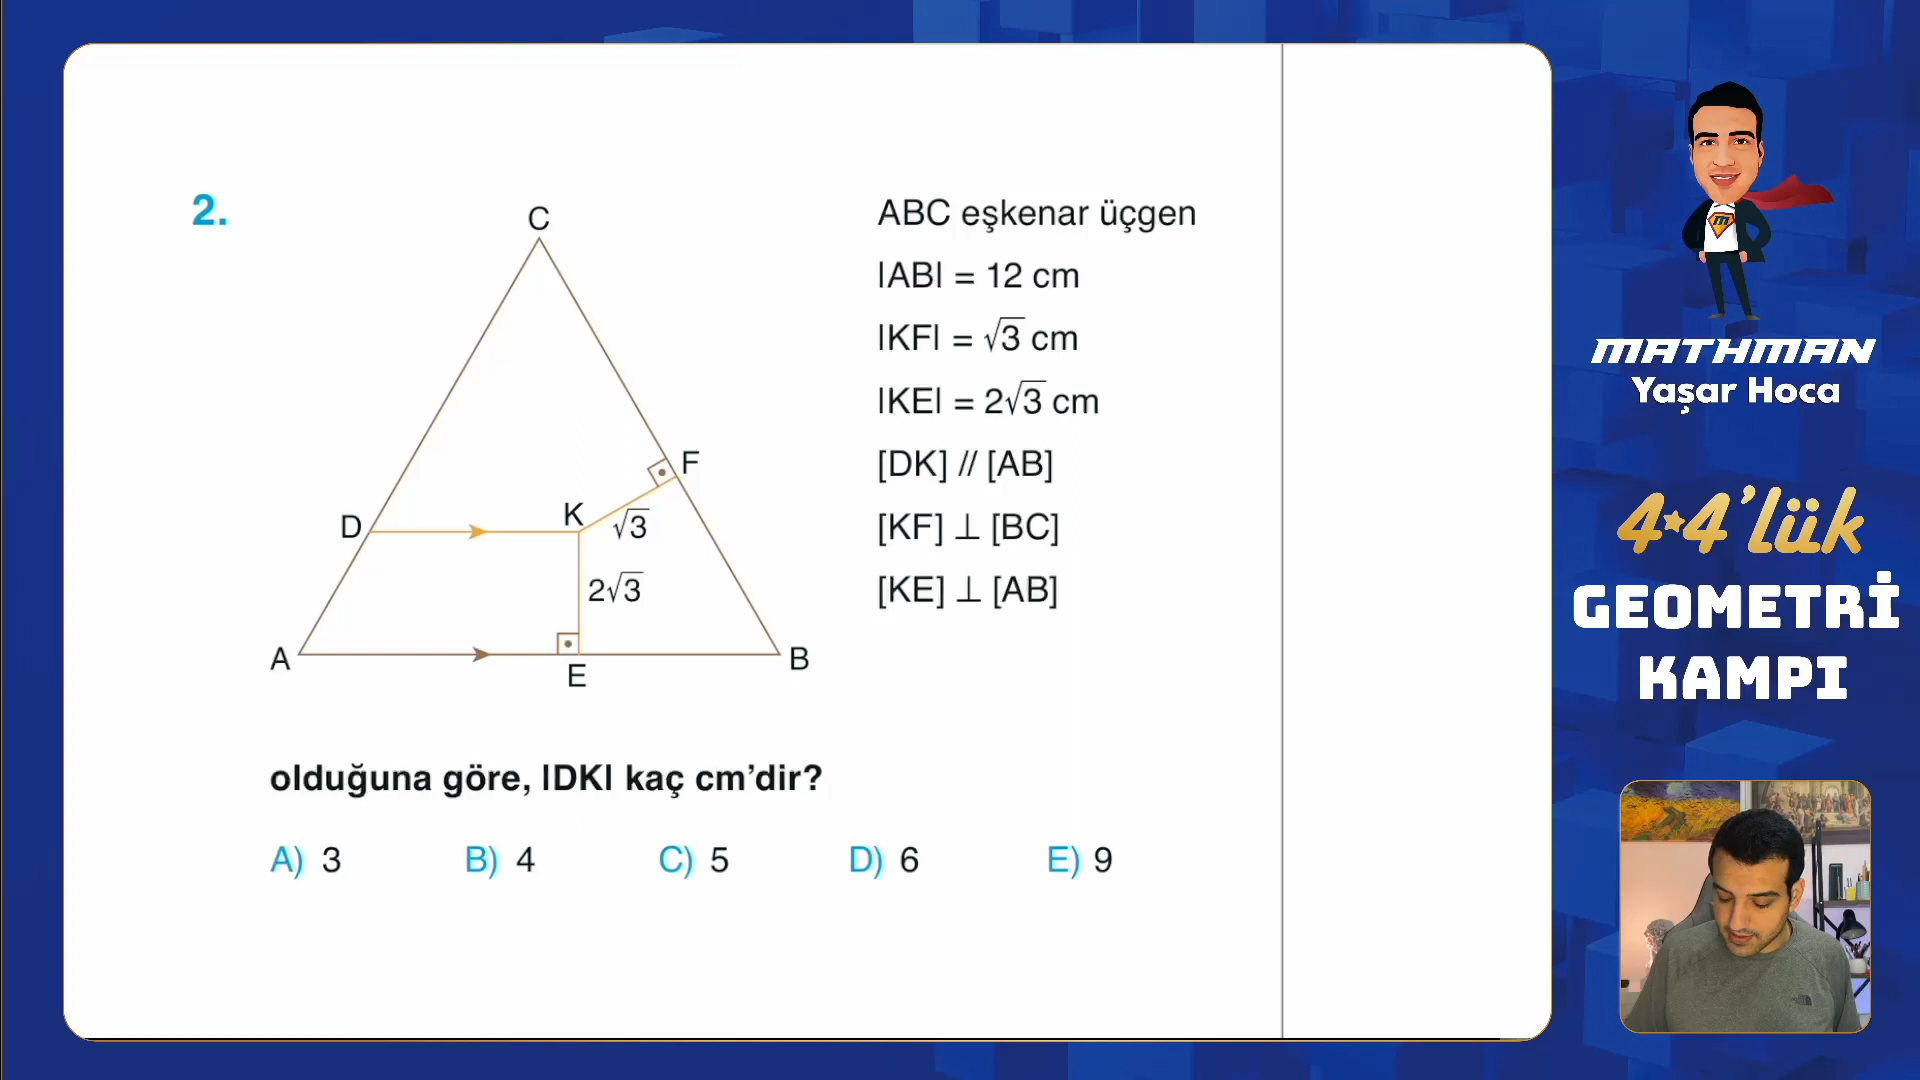 2.
C
D
K
F
√3
2√3
A
E
B
ABC eşkenar üçgen
|AB| = 12 cm
|KF| = √3 cm
|KE| = 2√3 cm
[DK] // [AB]
[KF] ⊥ [BC]
[KE] ⊥ [AB]
olduğuna göre, |DK| kaç cm’dir?
A) 3 B) 4 C) 5 D) 6 E) 9
m
MATHMAN
Yaşar Hoca
4★4’lük
GEOMETRİ
KAMPI